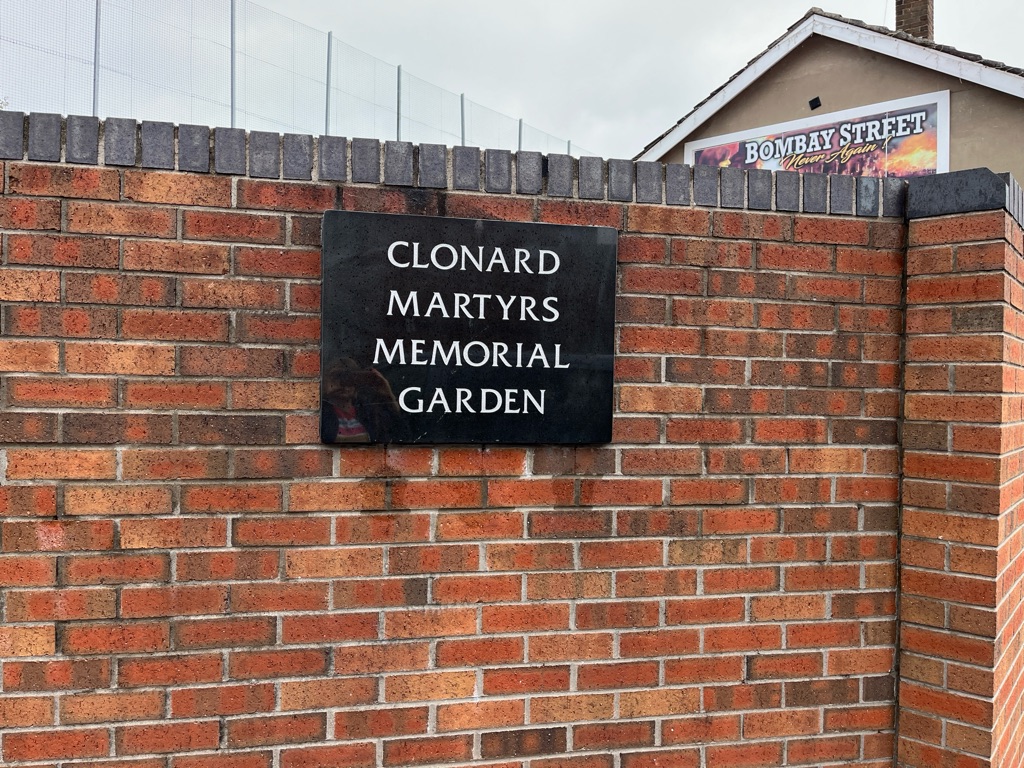 BOMBAY STREET
Never Again!
CLONARD
MARTYRS
MEMORIAL
GARDEN